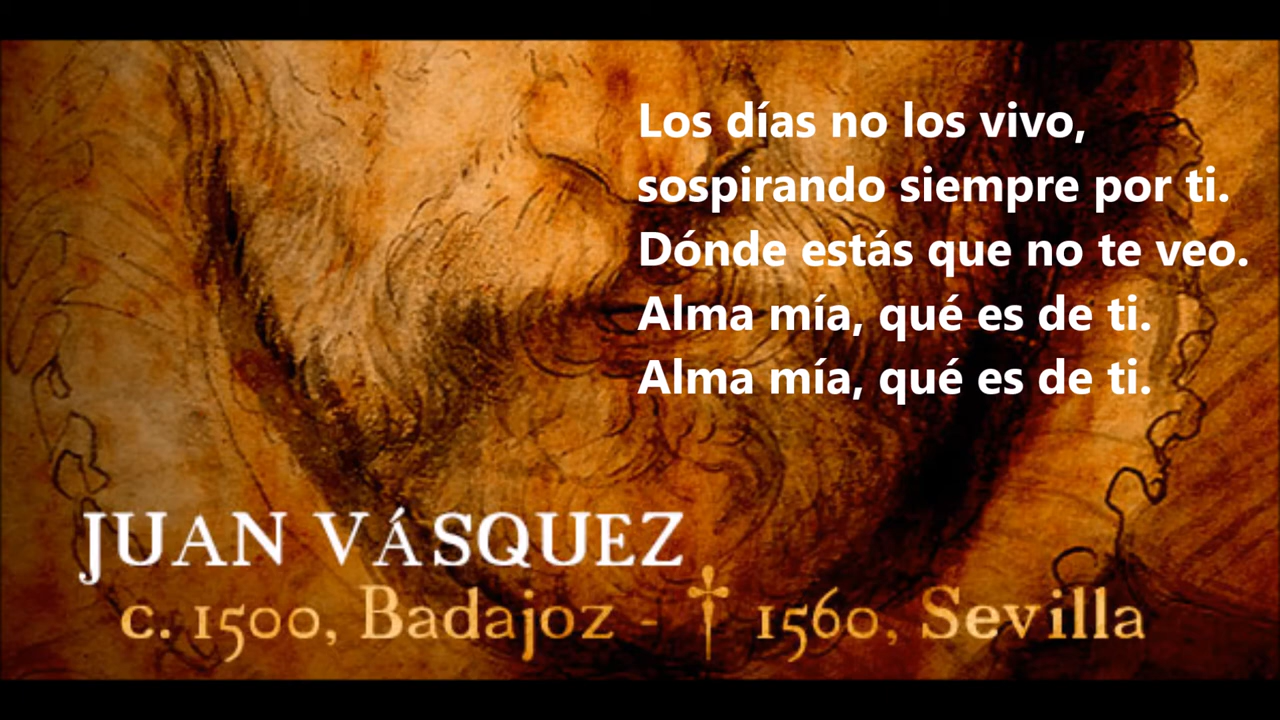 Los días no los vivo,
sospirando siempre por ti.
Dónde estás que no te veo.
Alma mía, qué es de ti.
Alma mía, qué es de ti.
JUAN VÁSQUEZ
c. 1500, Badajoz - † 1560, Sevilla